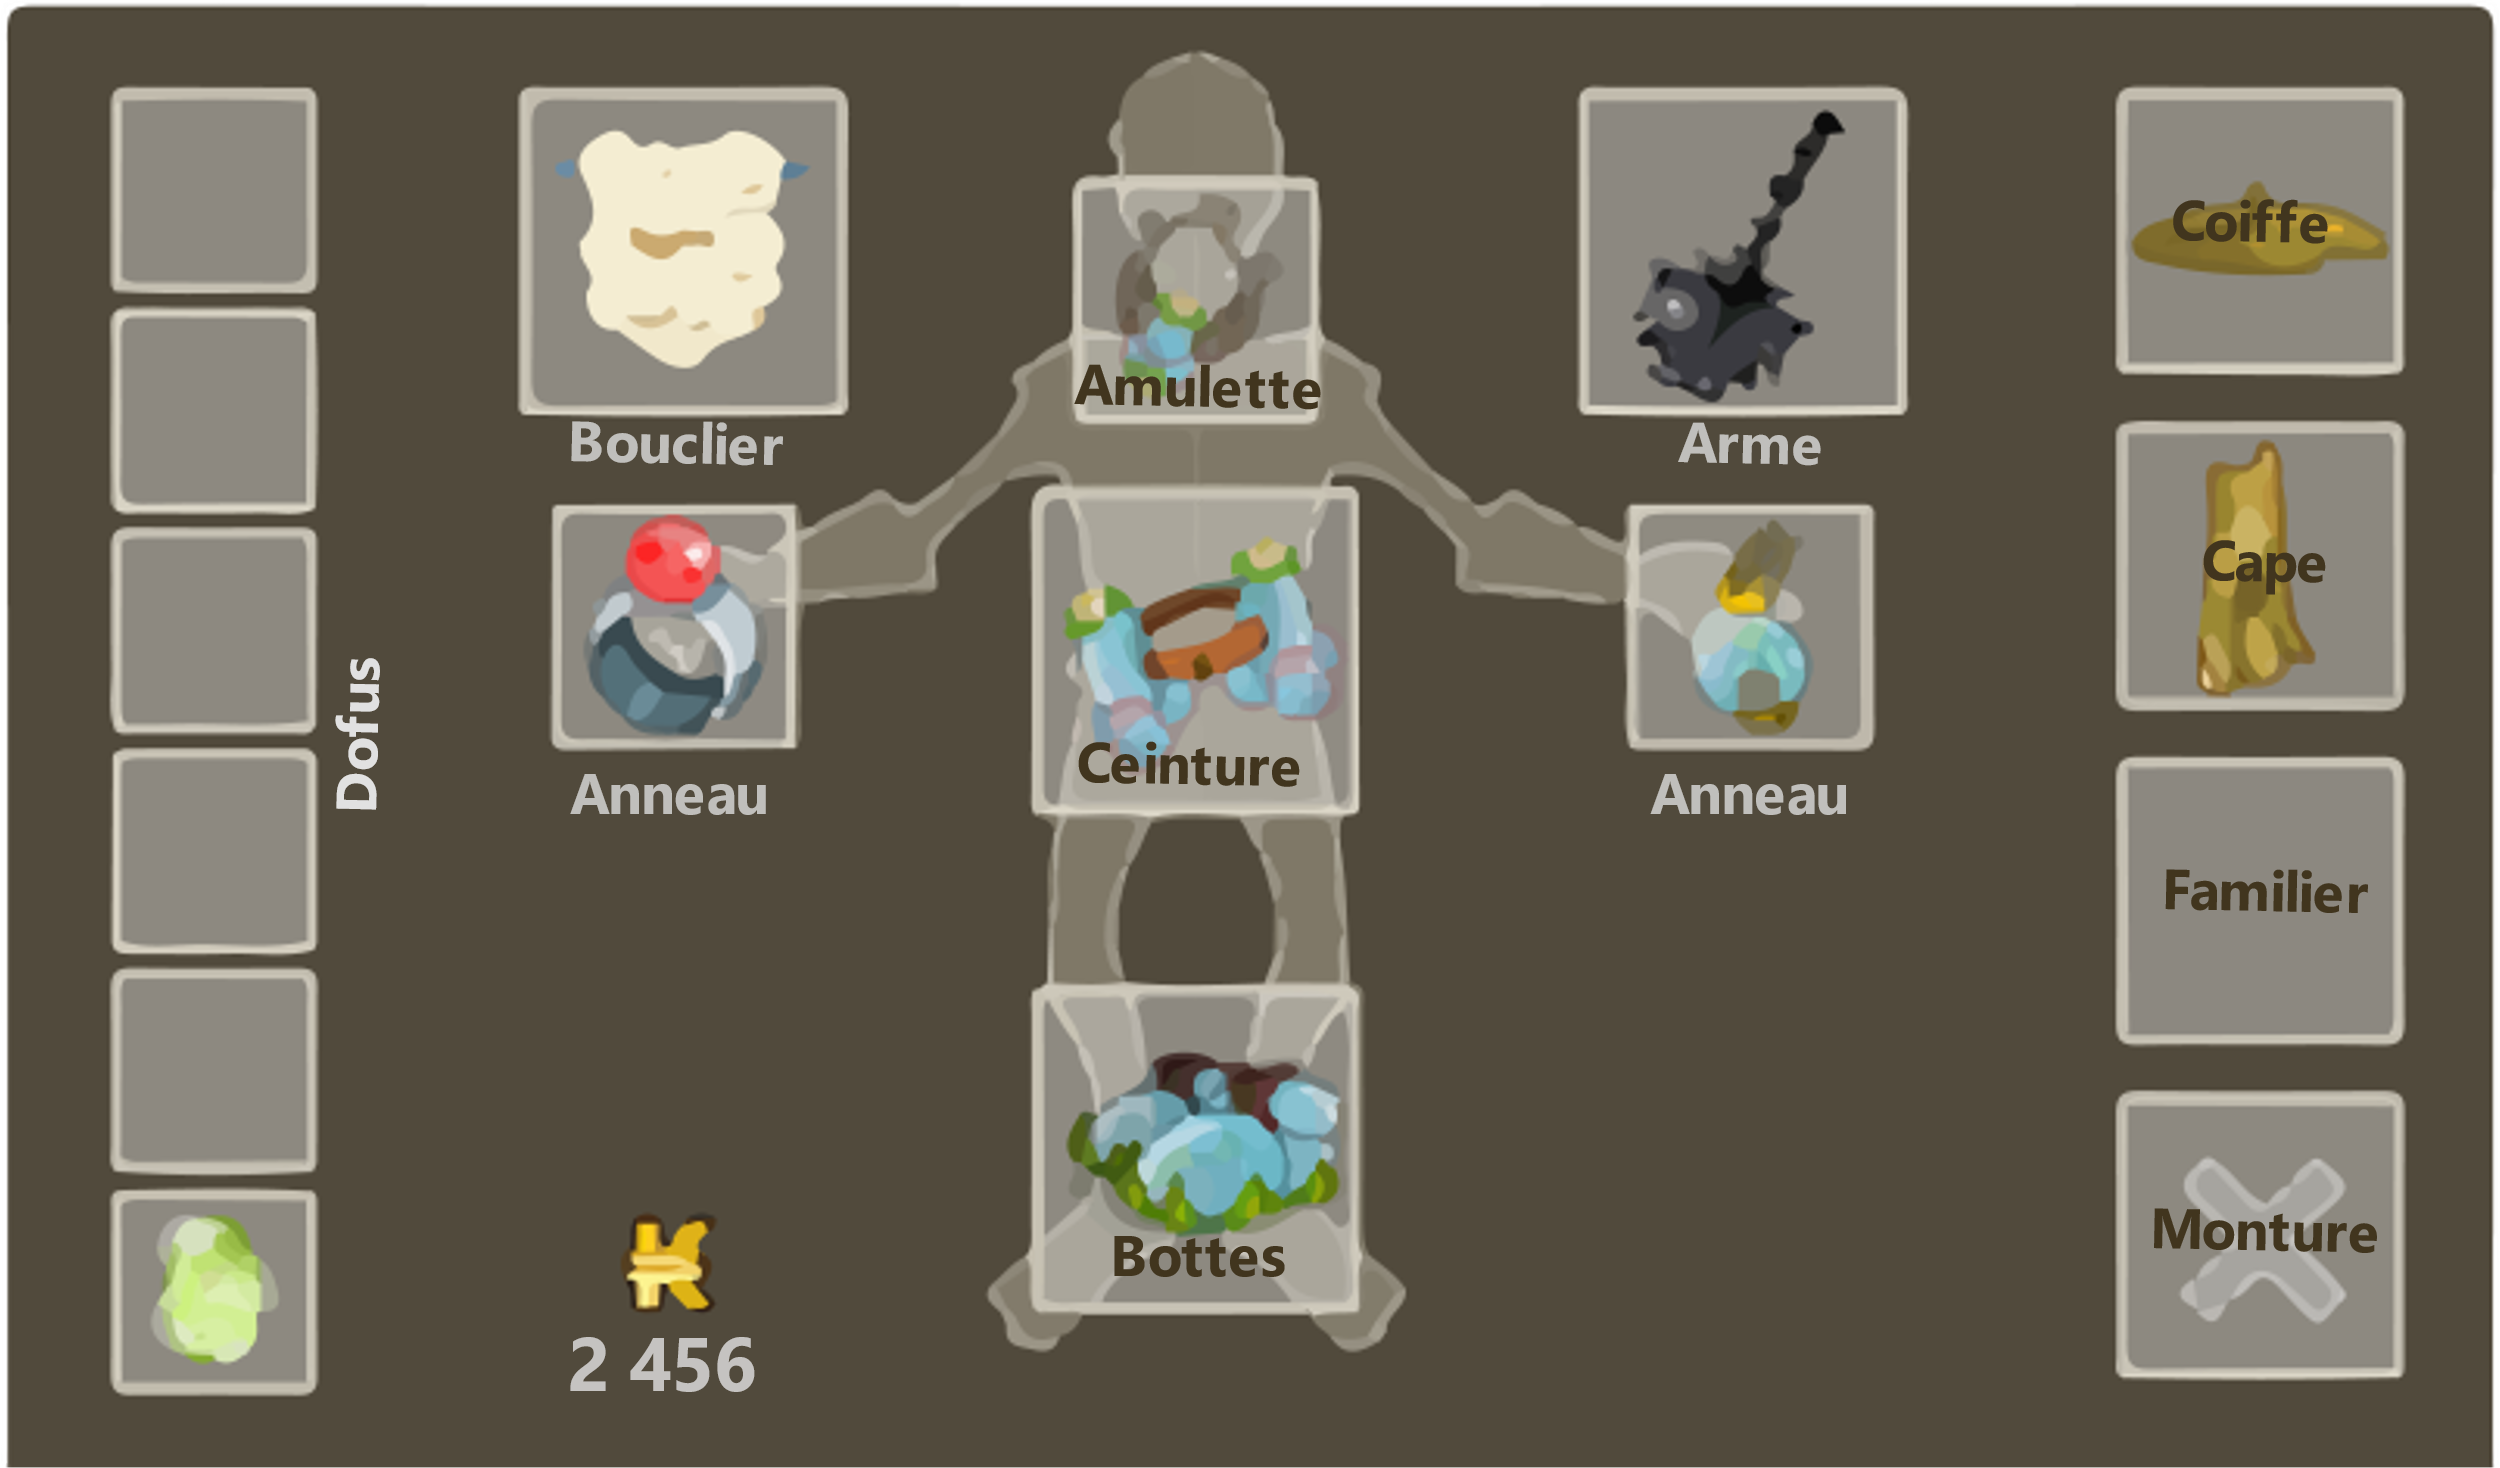 Coiffe
Amulette
Bouclier
Arme
Cape
Dofus
Ceinture
Anneau
Anneau
Familier
Monture
Bottes
2 456